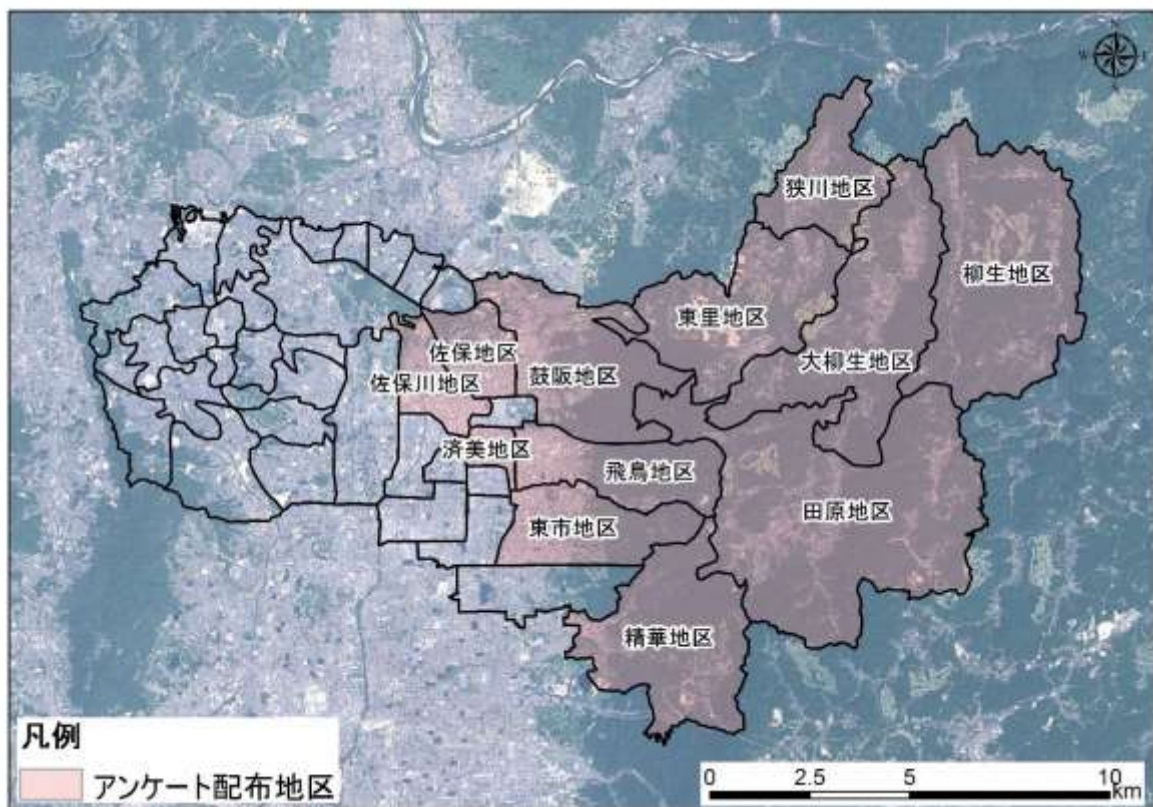 N
W E
狭川地区
柳生地区
東里地区
佐保地区
大柳生地区
佐保川地区
鼓阪地区
済美地区
飛鳥地区
田原地区
東市地区
精華地区
凡例
アンケート配布地区
0 2.5 5 10
km